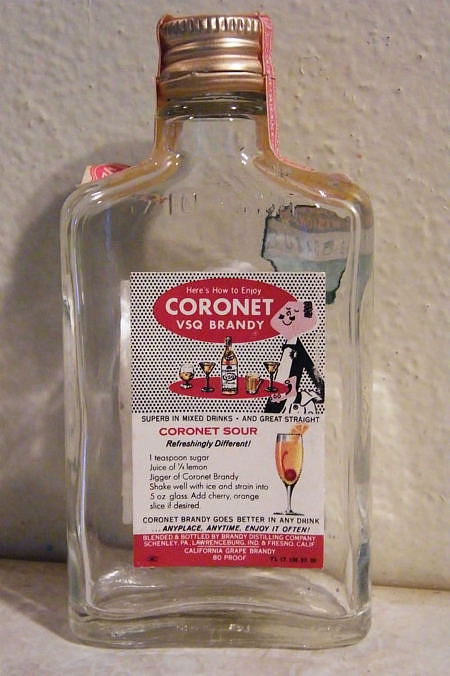 Here's How to Enjoy
CORONET
VSQ BRANDY
SUPERB IN MIXED DRINKS - AND GREAT STRAIGHT
CORONET SOUR
Refreshingly Different!
1 teaspoon sugar
Juice of ¼ lemon
Jigger of Coronet Brandy
Shake well with ice and strain into
5 oz. glass. Add cherry, orange
slice if desired.
CORONET BRANDY GOES BETTER IN ANY DRINK
... ANYPLACE, ANYTIME, ENJOY IT OFTEN!
BLENDED & BOTTLED BY BRANDY DISTILLING COMPANY
SCHENLEY, PA., LAWRENCEBURG, IND. & FRESNO, CALIF.
CALIFORNIA GRAPE BRANDY
80 PROOF